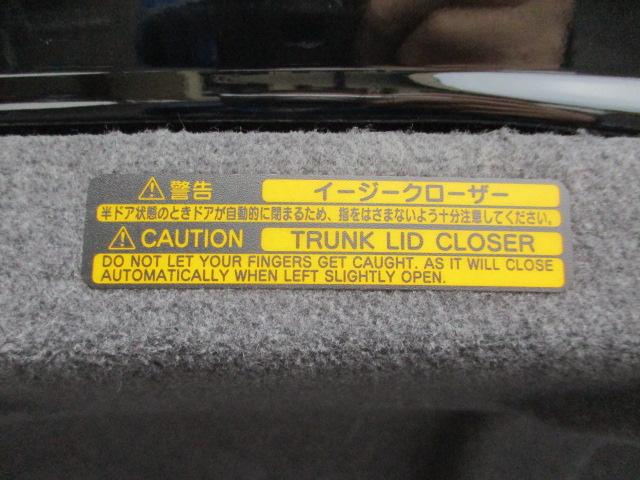 警告 イージークローザー
半ドア状態のときドアが自動的に閉まるため、指をはさまないよう十分注意してください。
CAUTION TRUNK LID CLOSER
DO NOT LET YOUR FINGERS GET CAUGHT. AS IT WILL CLOSE
AUTOMATICALLY WHEN LEFT SLIGHTLY OPEN.